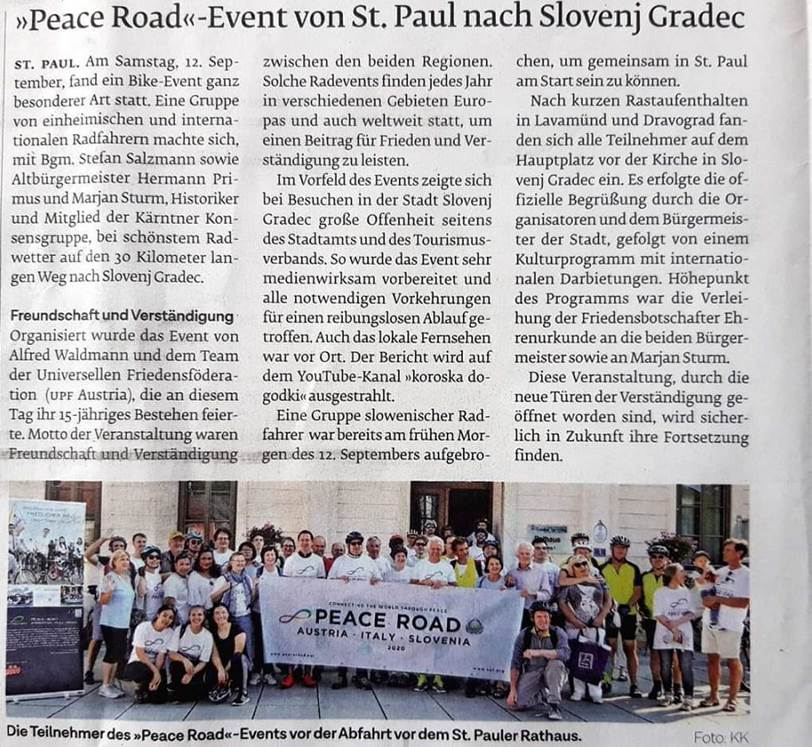 »Peace Road«-Event von St. Paul nach Slovenj Gradec
ST. PAUL. Am Samstag, 12. Sep-
tember, fand ein Bike-Event ganz
besonderer Art statt. Eine Gruppe
von einheimischen und interna-
tionalen Radfahrern machte sich,
mit Bgm. Stefan Salzmann sowie
Altbürgermeister Hermann Pri-
mus und Marjan Sturm, Historiker
und Mitglied der Kärntner Kon-
sensgruppe, bei schönstem Rad-
wetter auf den 30 Kilometer lan-
gen Weg nach Slovenj Gradec.
Freundschaft und Verständigung
Organisiert wurde das Event von
Alfred Waldmann und dem Team
der Universellen Friedensfödera-
tion (UPF Austria), die an diesem
Tag ihr 15-jähriges Bestehen feier-
te. Motto der Veranstaltung waren
Freundschaft und Verständigung
zwischen den beiden Regionen.
Solche Radevents finden jedes Jahr
in verschiedenen Gebieten Euro-
pas und auch weltweit statt, um
einen Beitrag für Frieden und Ver-
ständigung zu leisten.
Im Vorfeld des Events zeigte sich
bei Besuchen in der Stadt Slovenj
Gradec große Offenheit seitens
des Stadtamts und des Tourismus-
verbands. So wurde das Event sehr
medienwirksam vorbereitet und
alle notwendigen Vorkehrungen
für einen reibungslosen Ablauf ge-
troffen. Auch das lokale Fernsehen
war vor Ort. Der Bericht wird auf
dem YouTube-Kanal »koroska do-
godki« ausgestrahlt.
Eine Gruppe slowenischer Rad-
fahrer war bereits am frühen Mor-
gen des 12. Septembers aufgebro-
chen, um gemeinsam in St. Paul
am Start sein zu können.
Nach kurzen Rastaufenthalten
in Lavamünd und Dravograd fan-
den sich alle Teilnehmer auf dem
Hauptplatz vor der Kirche in Slo-
venj Gradec ein. Es erfolgte die of-
fizielle Begrüßung durch die Or-
ganisatoren und dem Bürgermeis-
ter der Stadt, gefolgt von einem
Kulturprogramm mit internatio-
nalen Darbietungen. Höhepunkt
des Programms war die Verlei-
hung der Friedensbotschafter Eh-
renurkunde an die beiden Bürger-
meister sowie an Marjan Sturm.
Diese Veranstaltung, durch die
neue Türen der Verständigung ge-
öffnet worden sind, wird sicher-
lich in Zukunft ihre Fortsetzung
finden.
Rathaus
CONNECTING THE WORLD THROUGH PEACE
PEACE ROAD
AUSTRIA · ITALY · SLOVENIA
2020
Die Teilnehmer des »Peace Road«-Events vor der Abfahrt vor dem St. Pauler Rathaus.
Foto: KK